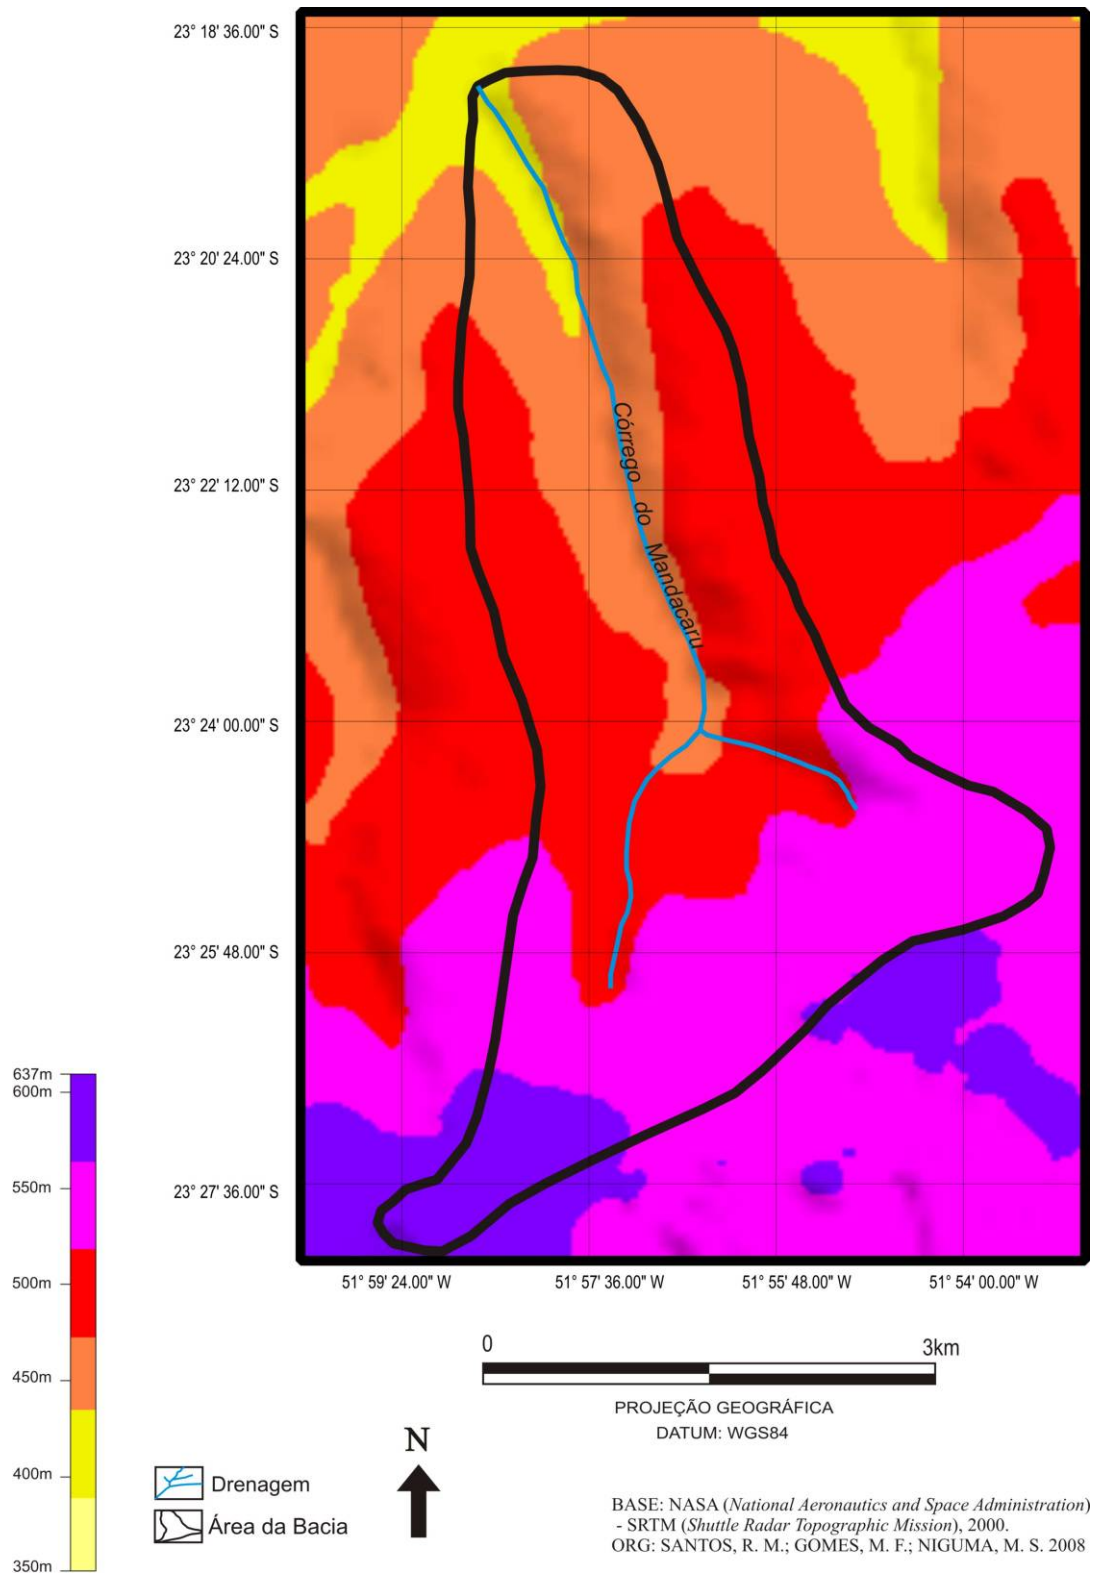 23° 18' 36.00" S
23° 20' 24.00" S
Córrego do Mandacaru
23° 22' 12.00" S
23° 24' 00.00" S
23° 25' 48.00" S
23° 27' 36.00" S
51° 59' 24.00" W
51° 57' 36.00" W
51° 55' 48.00" W
51° 54' 00.00" W
637m
600m
550m
500m
450m
400m
350m
0
3km
PROJEÇÃO GEOGRÁFICA
DATUM: WGS84
N
Drenagem
Área da Bacia
BASE: NASA (National Aeronautics and Space Administration)
- SRTM (Shuttle Radar Topographic Mission), 2000.
ORG: SANTOS, R. M.; GOMES, M. F.; NIGUMA, M. S. 2008